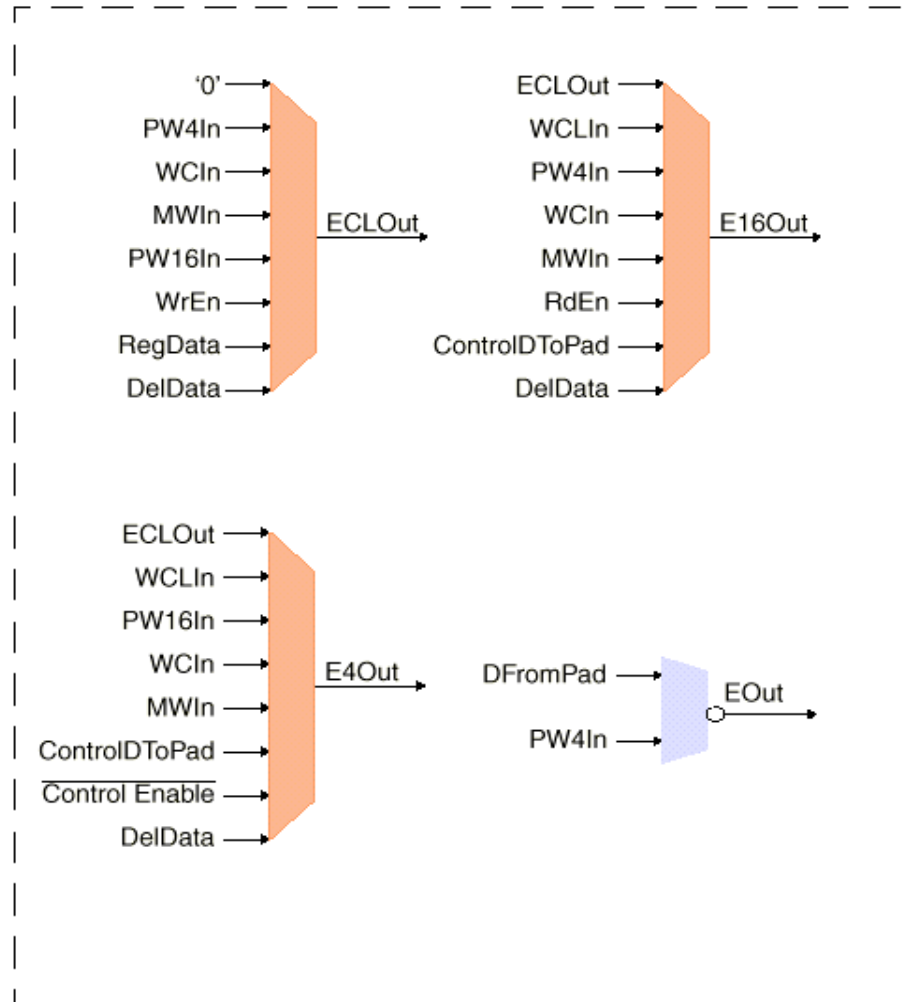 ‘0’
PW4In
WCIn
MWIn
PW16In
WrEn
RegData
DelData
ECLOut
ECLOut
WCLIn
PW4In
WCIn
MWIn
RdEn
ControlDToPad
DelData
E16Out
ECLOut
WCLIn
PW16In
WCIn
MWIn
ControlDToPad
Control Enable
DelData
E4Out
DFromPad
PW4In
EOut